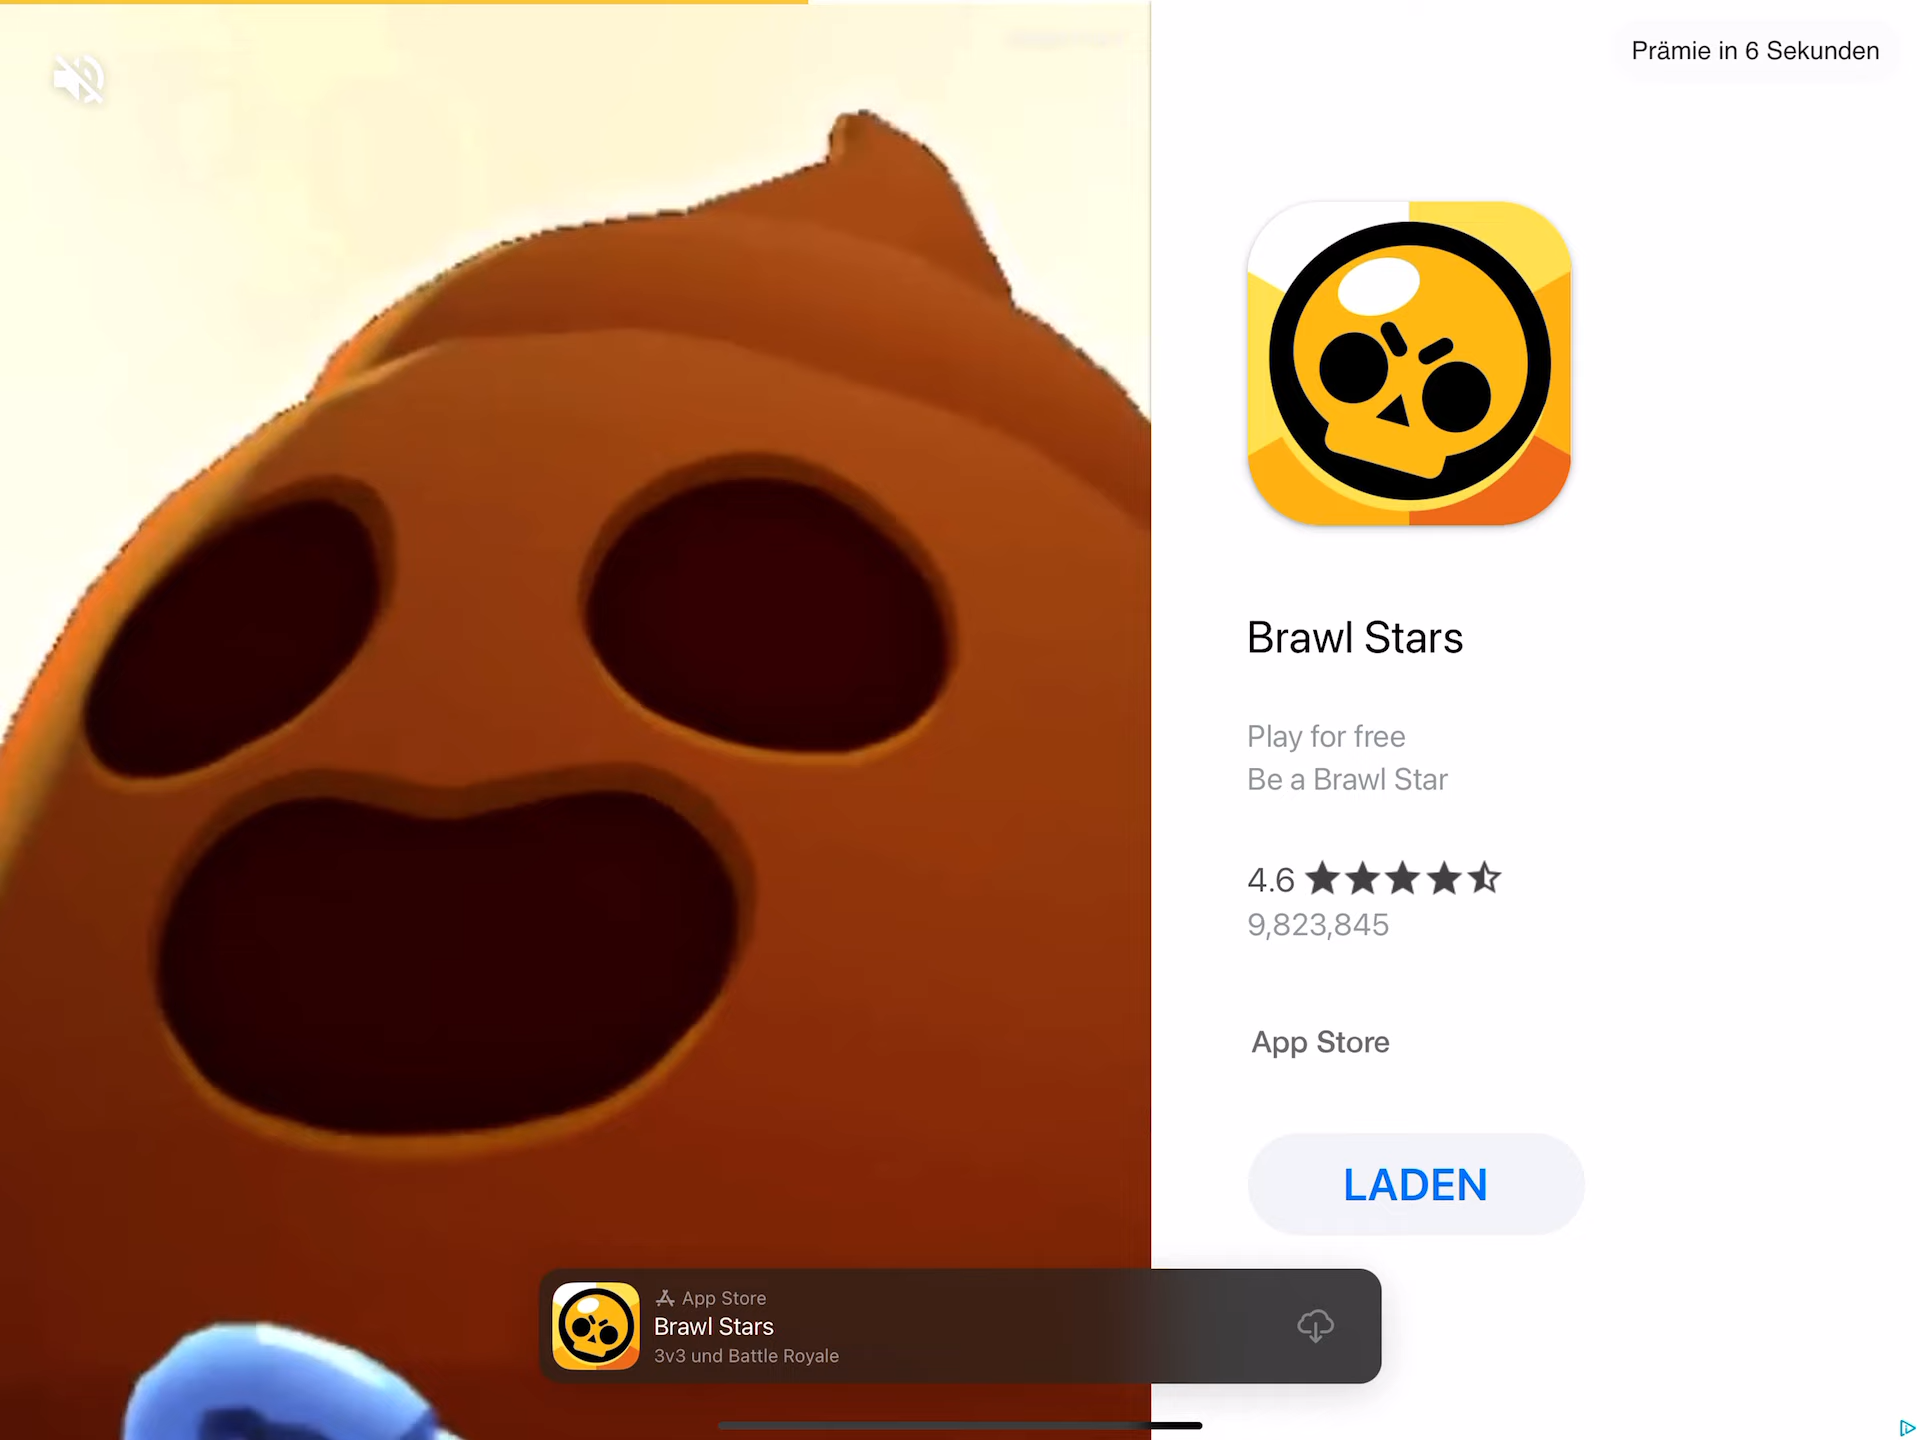 Prämie in 6 Sekunden
Brawl Stars
Play for free
Be a Brawl Star
4.6
9,823,845
App Store
LADEN
App Store
Brawl Stars
3v3 und Battle Royale